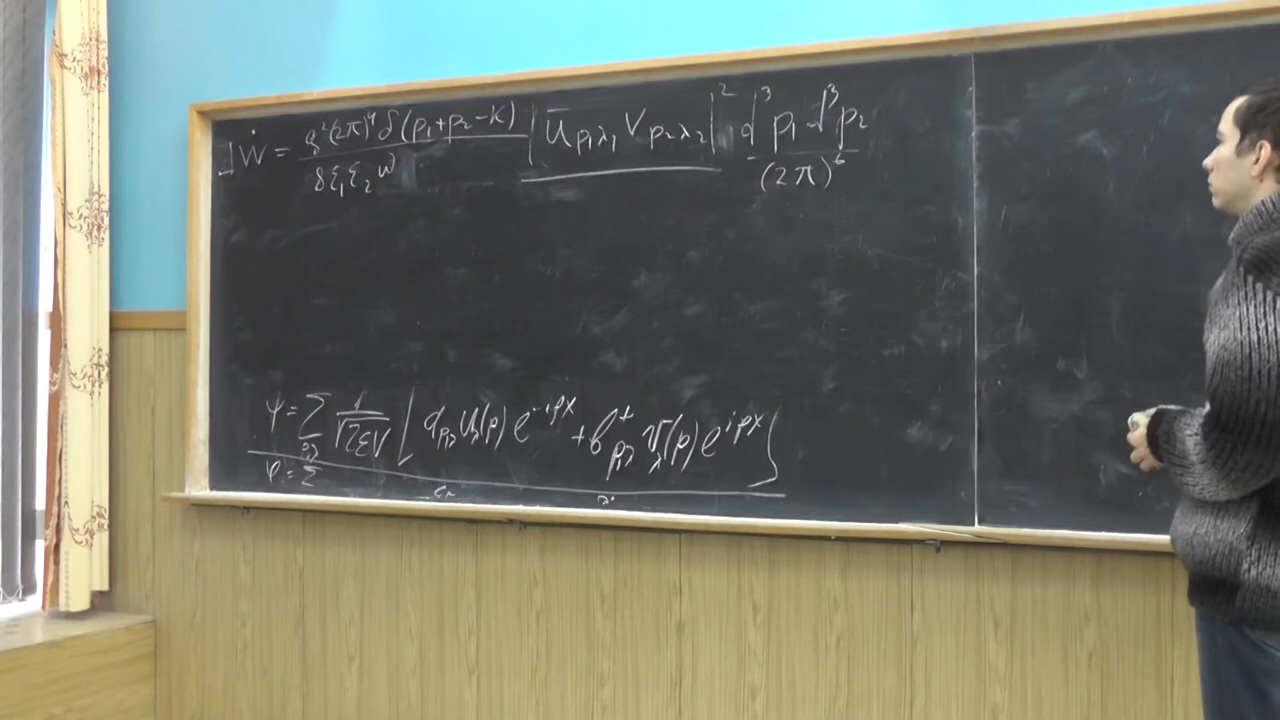 dẆ = g²(2π)⁴δ(p₁+p₂−k) / 8ε₁ε₂ω |ū_{p₁λ₁} v_{p₂λ₂}|² d³p₁ d³p₂ / (2π)⁶
ψ = Σ_{pλ} 1/√(2εV) [a_{pλ} u_λ(p) e^{−ipx} + b⁺_{pλ} v_λ(p) e^{ipx}]